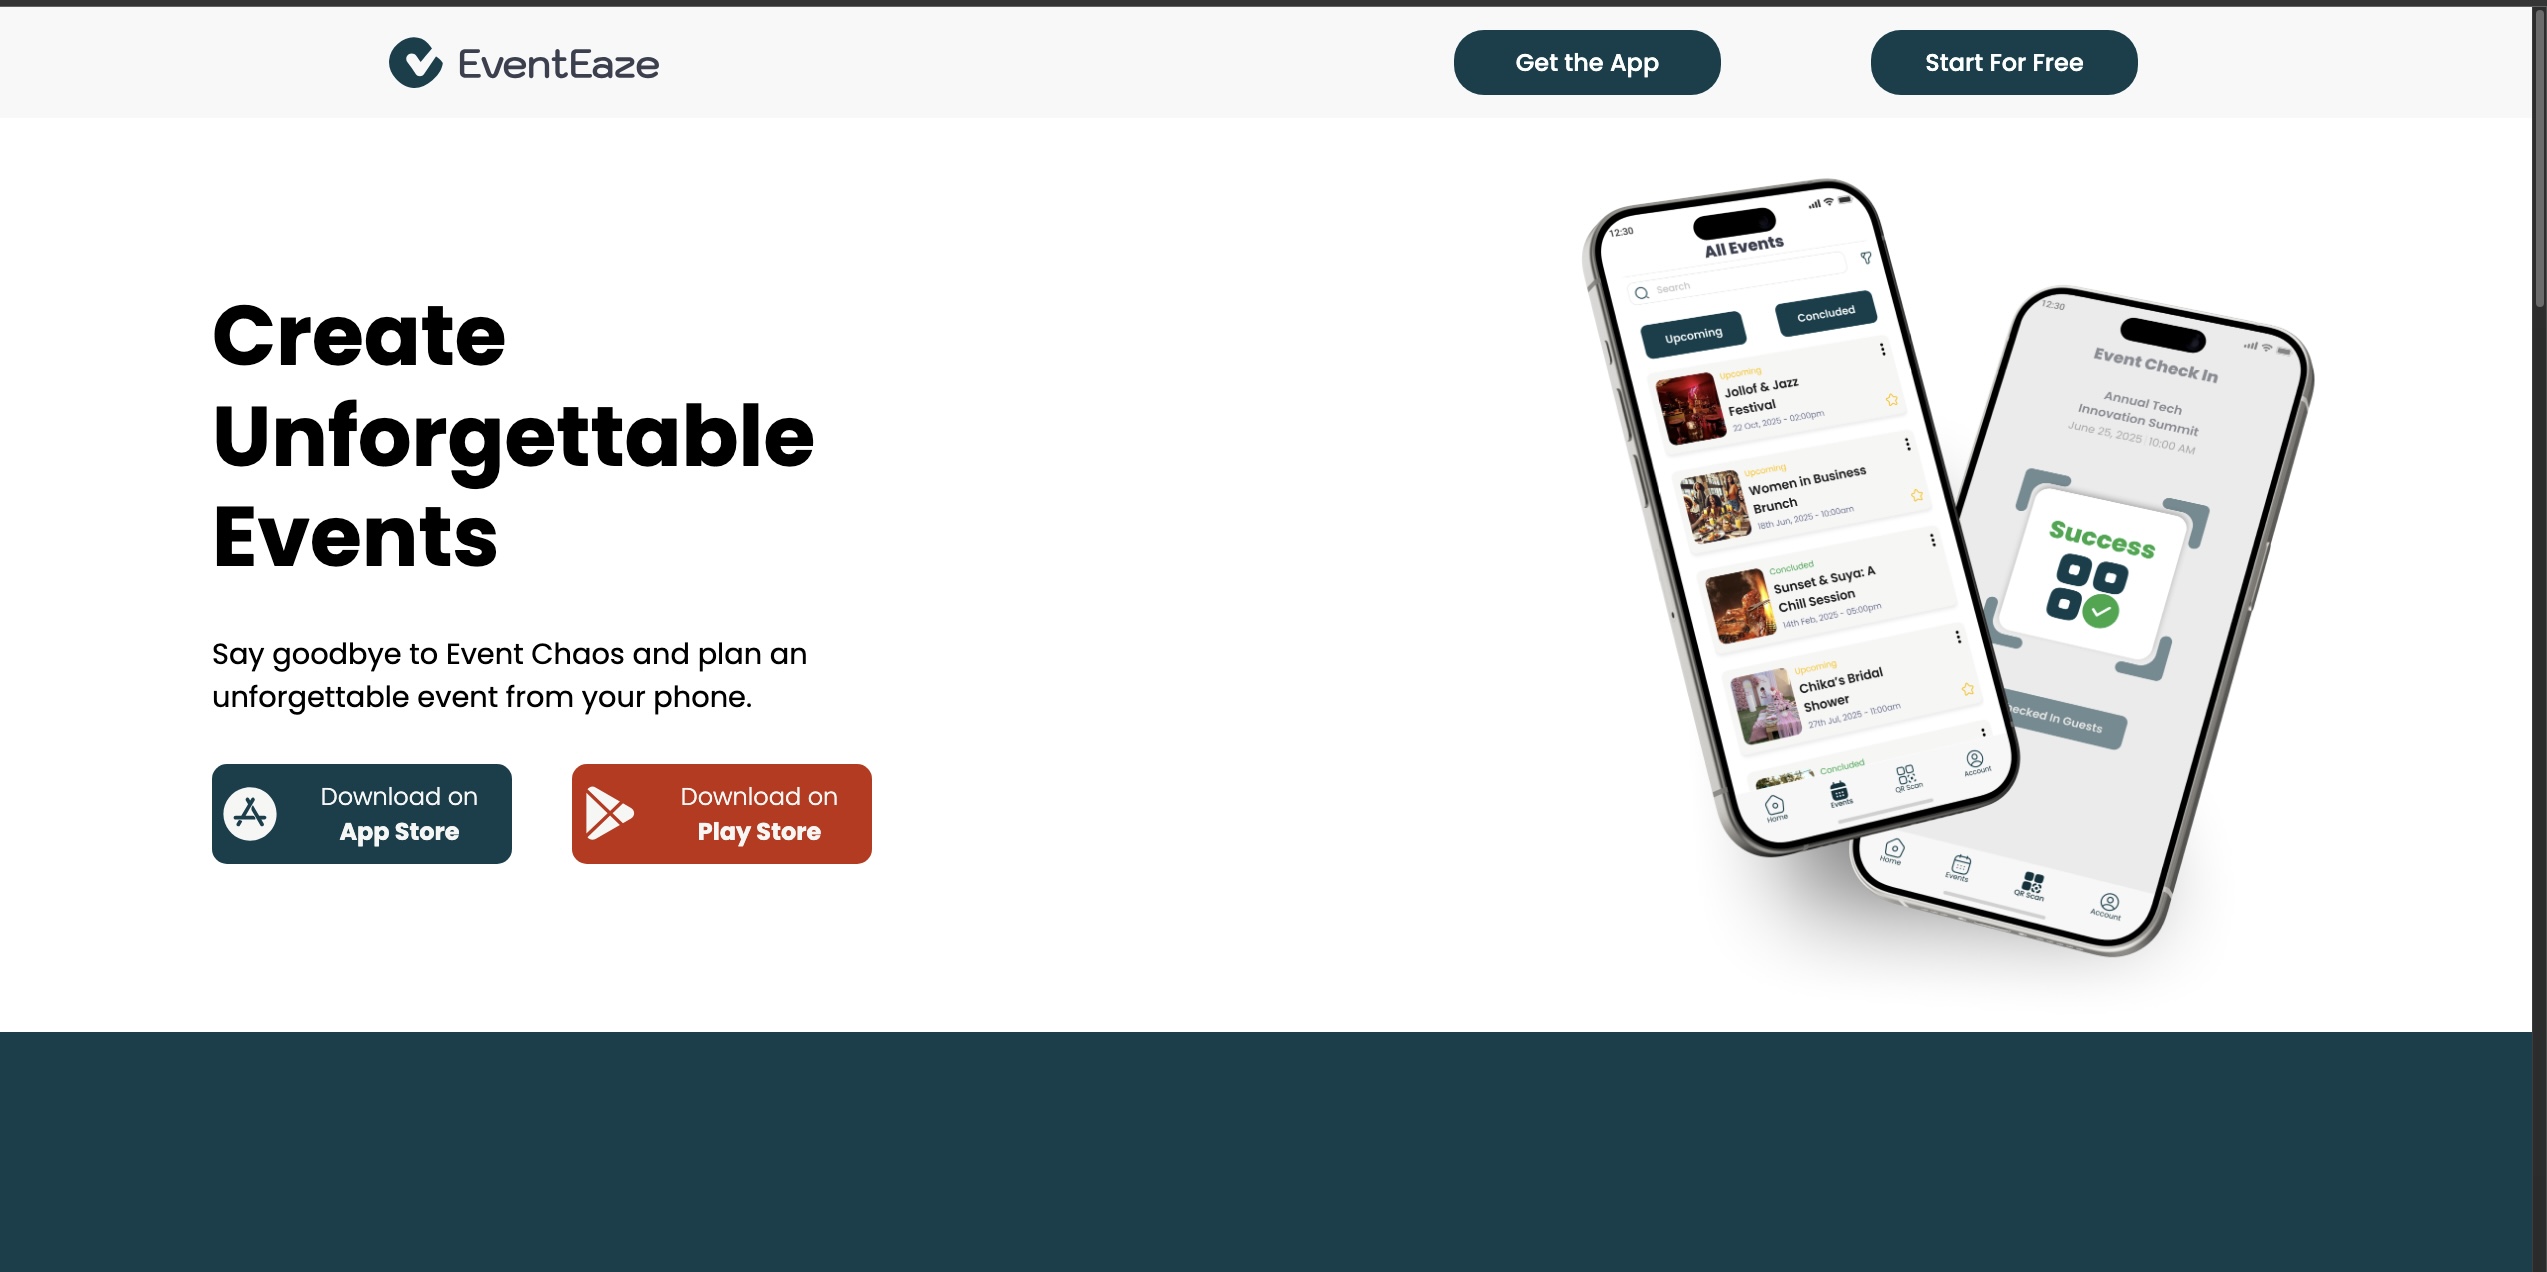 EventEaze
Get the App
Start For Free
Create
Unforgettable
Events
Say goodbye to Event Chaos and plan an
unforgettable event from your phone.
Download on
App Store
Download on
Play Store
12:30
All Events
Search
Upcoming
Concluded
Upcoming
Jollof & Jazz
Festival
22 Oct, 2025 - 02:00pm
Upcoming
Women in Business
Brunch
18th Jun, 2025 - 10:00am
Concluded
Sunset & Suya: A
Chill Session
14th Feb, 2025 - 05:00pm
Upcoming
Chika's Bridal
Shower
27th Jul, 2025 - 11:00am
Concluded
Home
Events
QR Scan
Account
12:30
Event Check In
Annual Tech
Innovation Summit
June 25, 2025 10:00 AM
Success
hecked In Guests
Home
Events
QR Scan
Account